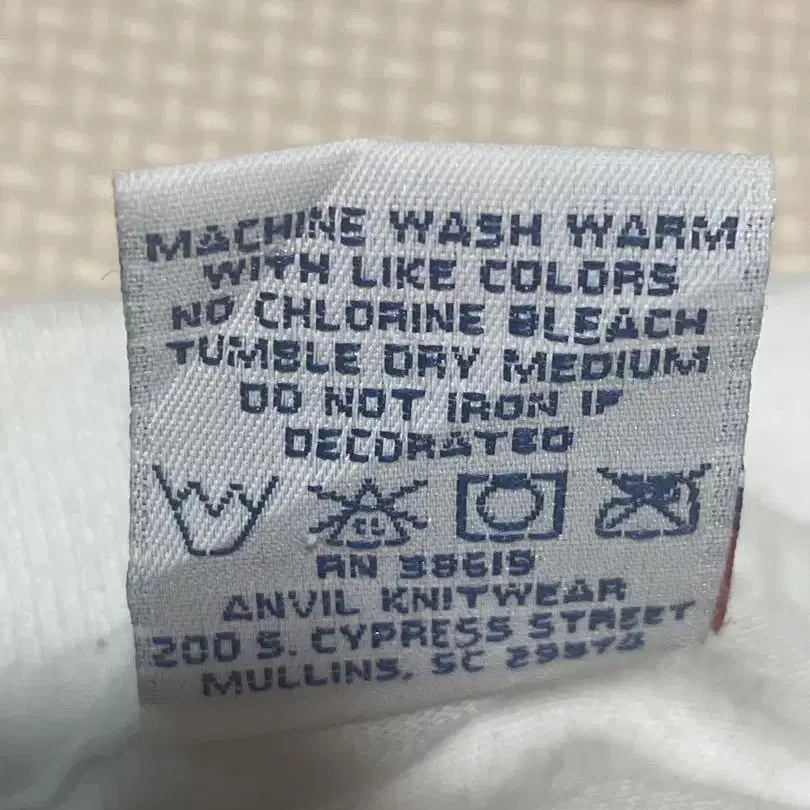 MACHINE WASH WARM
WITH LIKE COLORS
NO CHLORINE BLEACH
TUMBLE DRY MEDIUM
DO NOT IRON IF
DECORATED
CL
RN 38619
ANVIL KNITWEAR
200 S. CYPRESS STREET
MULLINS, SC 29574